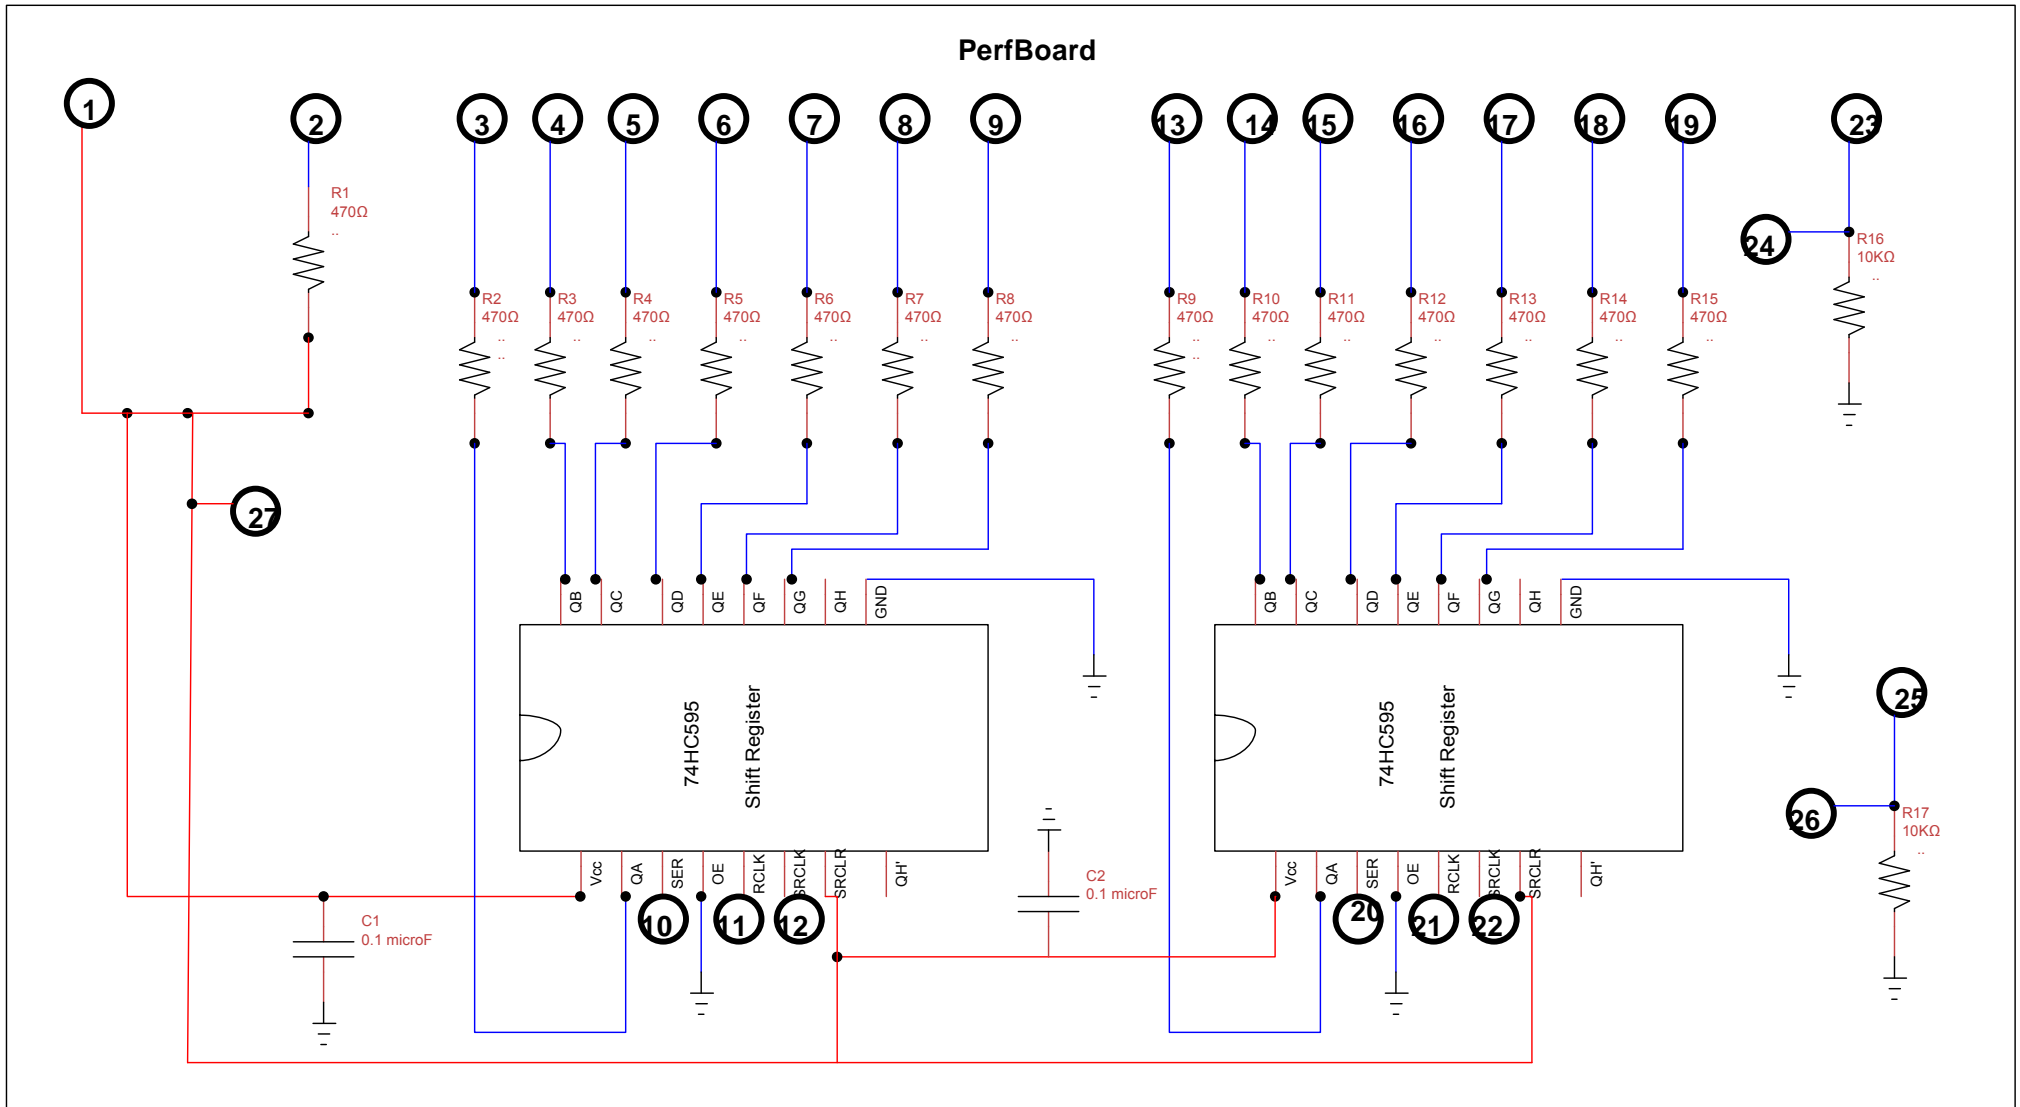 PerfBoard
1
2
3
4
5
6
7
8
9
13
14
15
16
17
18
19
23
R1
470Ω
..
24
R16
10KΩ
..
R2
470Ω
..
..
R3
470Ω
..
R4
470Ω
..
R5
470Ω
..
R6
470Ω
..
R7
470Ω
..
R8
470Ω
..
R9
470Ω
..
..
R10
470Ω
..
R11
470Ω
..
R12
470Ω
..
R13
470Ω
..
R14
470Ω
..
R15
470Ω
..
27
QB
QC
QD
QE
QF
QG
QH
GND
QB
QC
QD
QE
QF
QG
QH
GND
74HC595
Shift Register
74HC595
Shift Register
25
26
R17
10KΩ
..
Vcc
QA
SER
OE
RCLK
SRCLK
SRCLR
QH'
C2
0.1 microF
Vcc
QA
SER
OE
RCLK
SRCLK
SRCLR
QH'
C1
0.1 microF
10
11
12
20
21
22